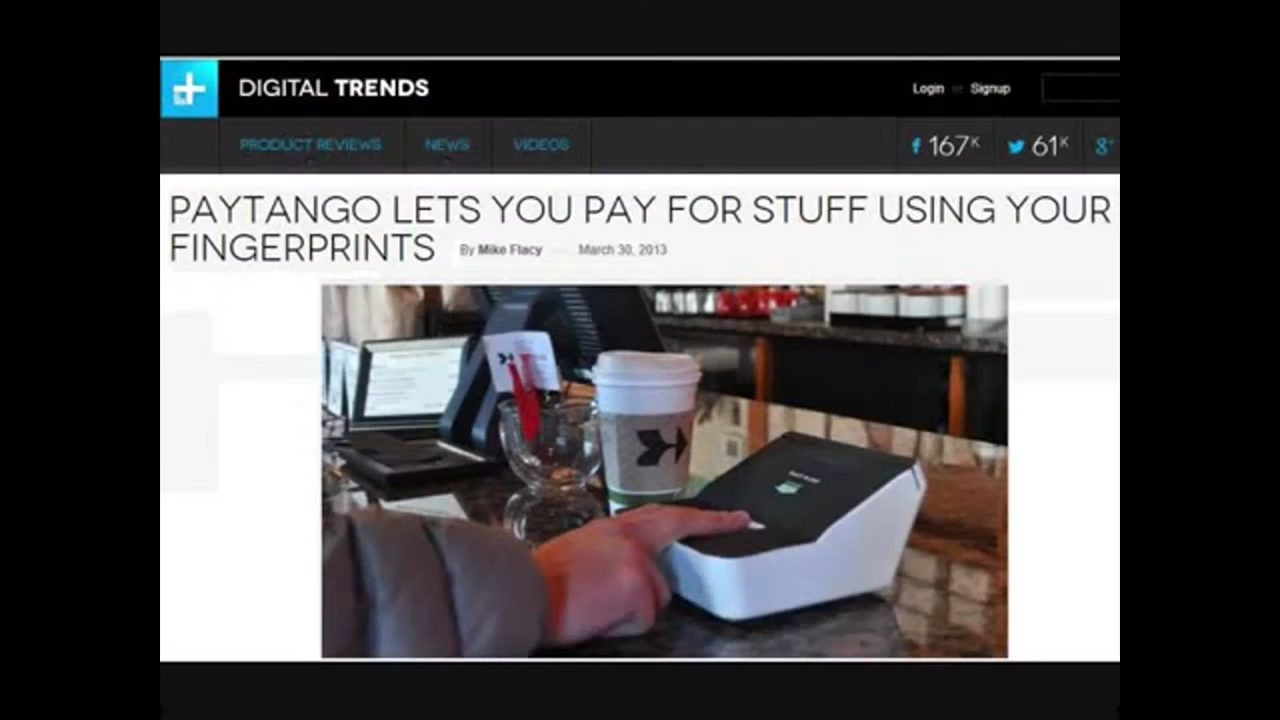 DIGITAL TRENDS
Login or Signup
PRODUCT REVIEWS NEWS VIDEOS
167K 61K 8+
PAYTANGO LETS YOU PAY FOR STUFF USING YOUR
FINGERPRINTS By Mike Flacy — March 30, 2013